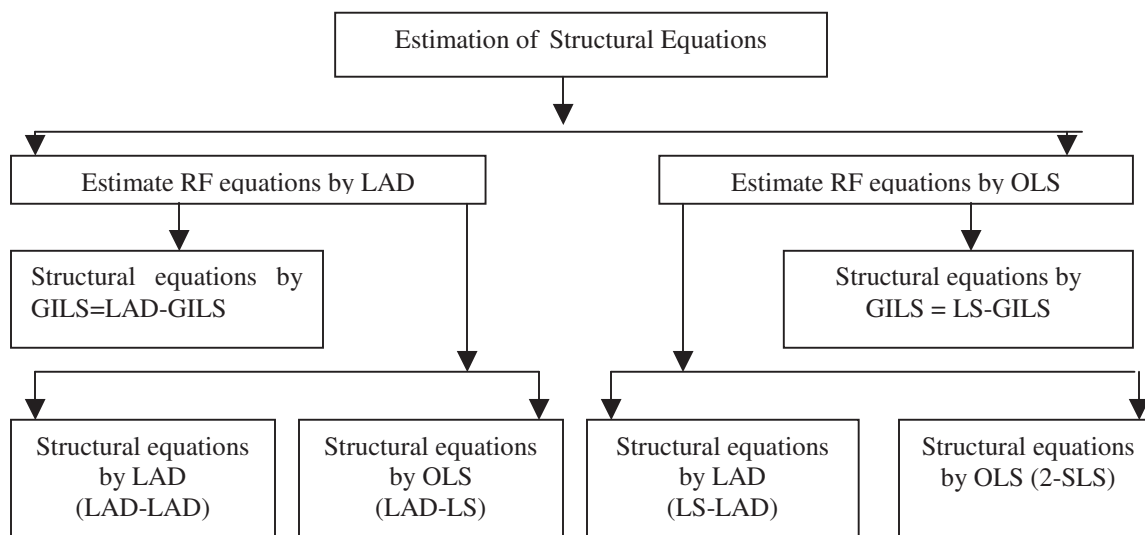 Estimation of Structural Equations
Estimate RF equations by LAD
Estimate RF equations by OLS
Structural equations by
GILS=LAD-GILS
Structural equations by
GILS = LS-GILS
Structural equations
by LAD
(LAD-LAD)
Structural equations
by OLS
(LAD-LS)
Structural equations
by LAD
(LS-LAD)
Structural equations
by OLS (2-SLS)